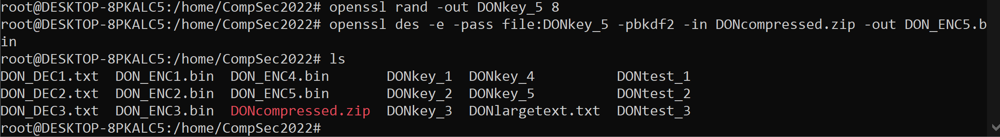 root@DESKTOP-8PKALC5:/home/CompSec2022# openssl rand -out DONkey_5 8
root@DESKTOP-8PKALC5:/home/CompSec2022# openssl des -e -pass file:DONkey_5 -pbkdf2 -in DONcompressed.zip -out DON_ENC5.b
in
root@DESKTOP-8PKALC5:/home/CompSec2022# ls
DON_DEC1.txt  DON_ENC1.bin  DON_ENC4.bin       DONkey_1  DONkey_4          DONtest_1
DON_DEC2.txt  DON_ENC2.bin  DON_ENC5.bin       DONkey_2  DONkey_5          DONtest_2
DON_DEC3.txt  DON_ENC3.bin  DONcompressed.zip  DONkey_3  DONlargetext.txt  DONtest_3
root@DESKTOP-8PKALC5:/home/CompSec2022#